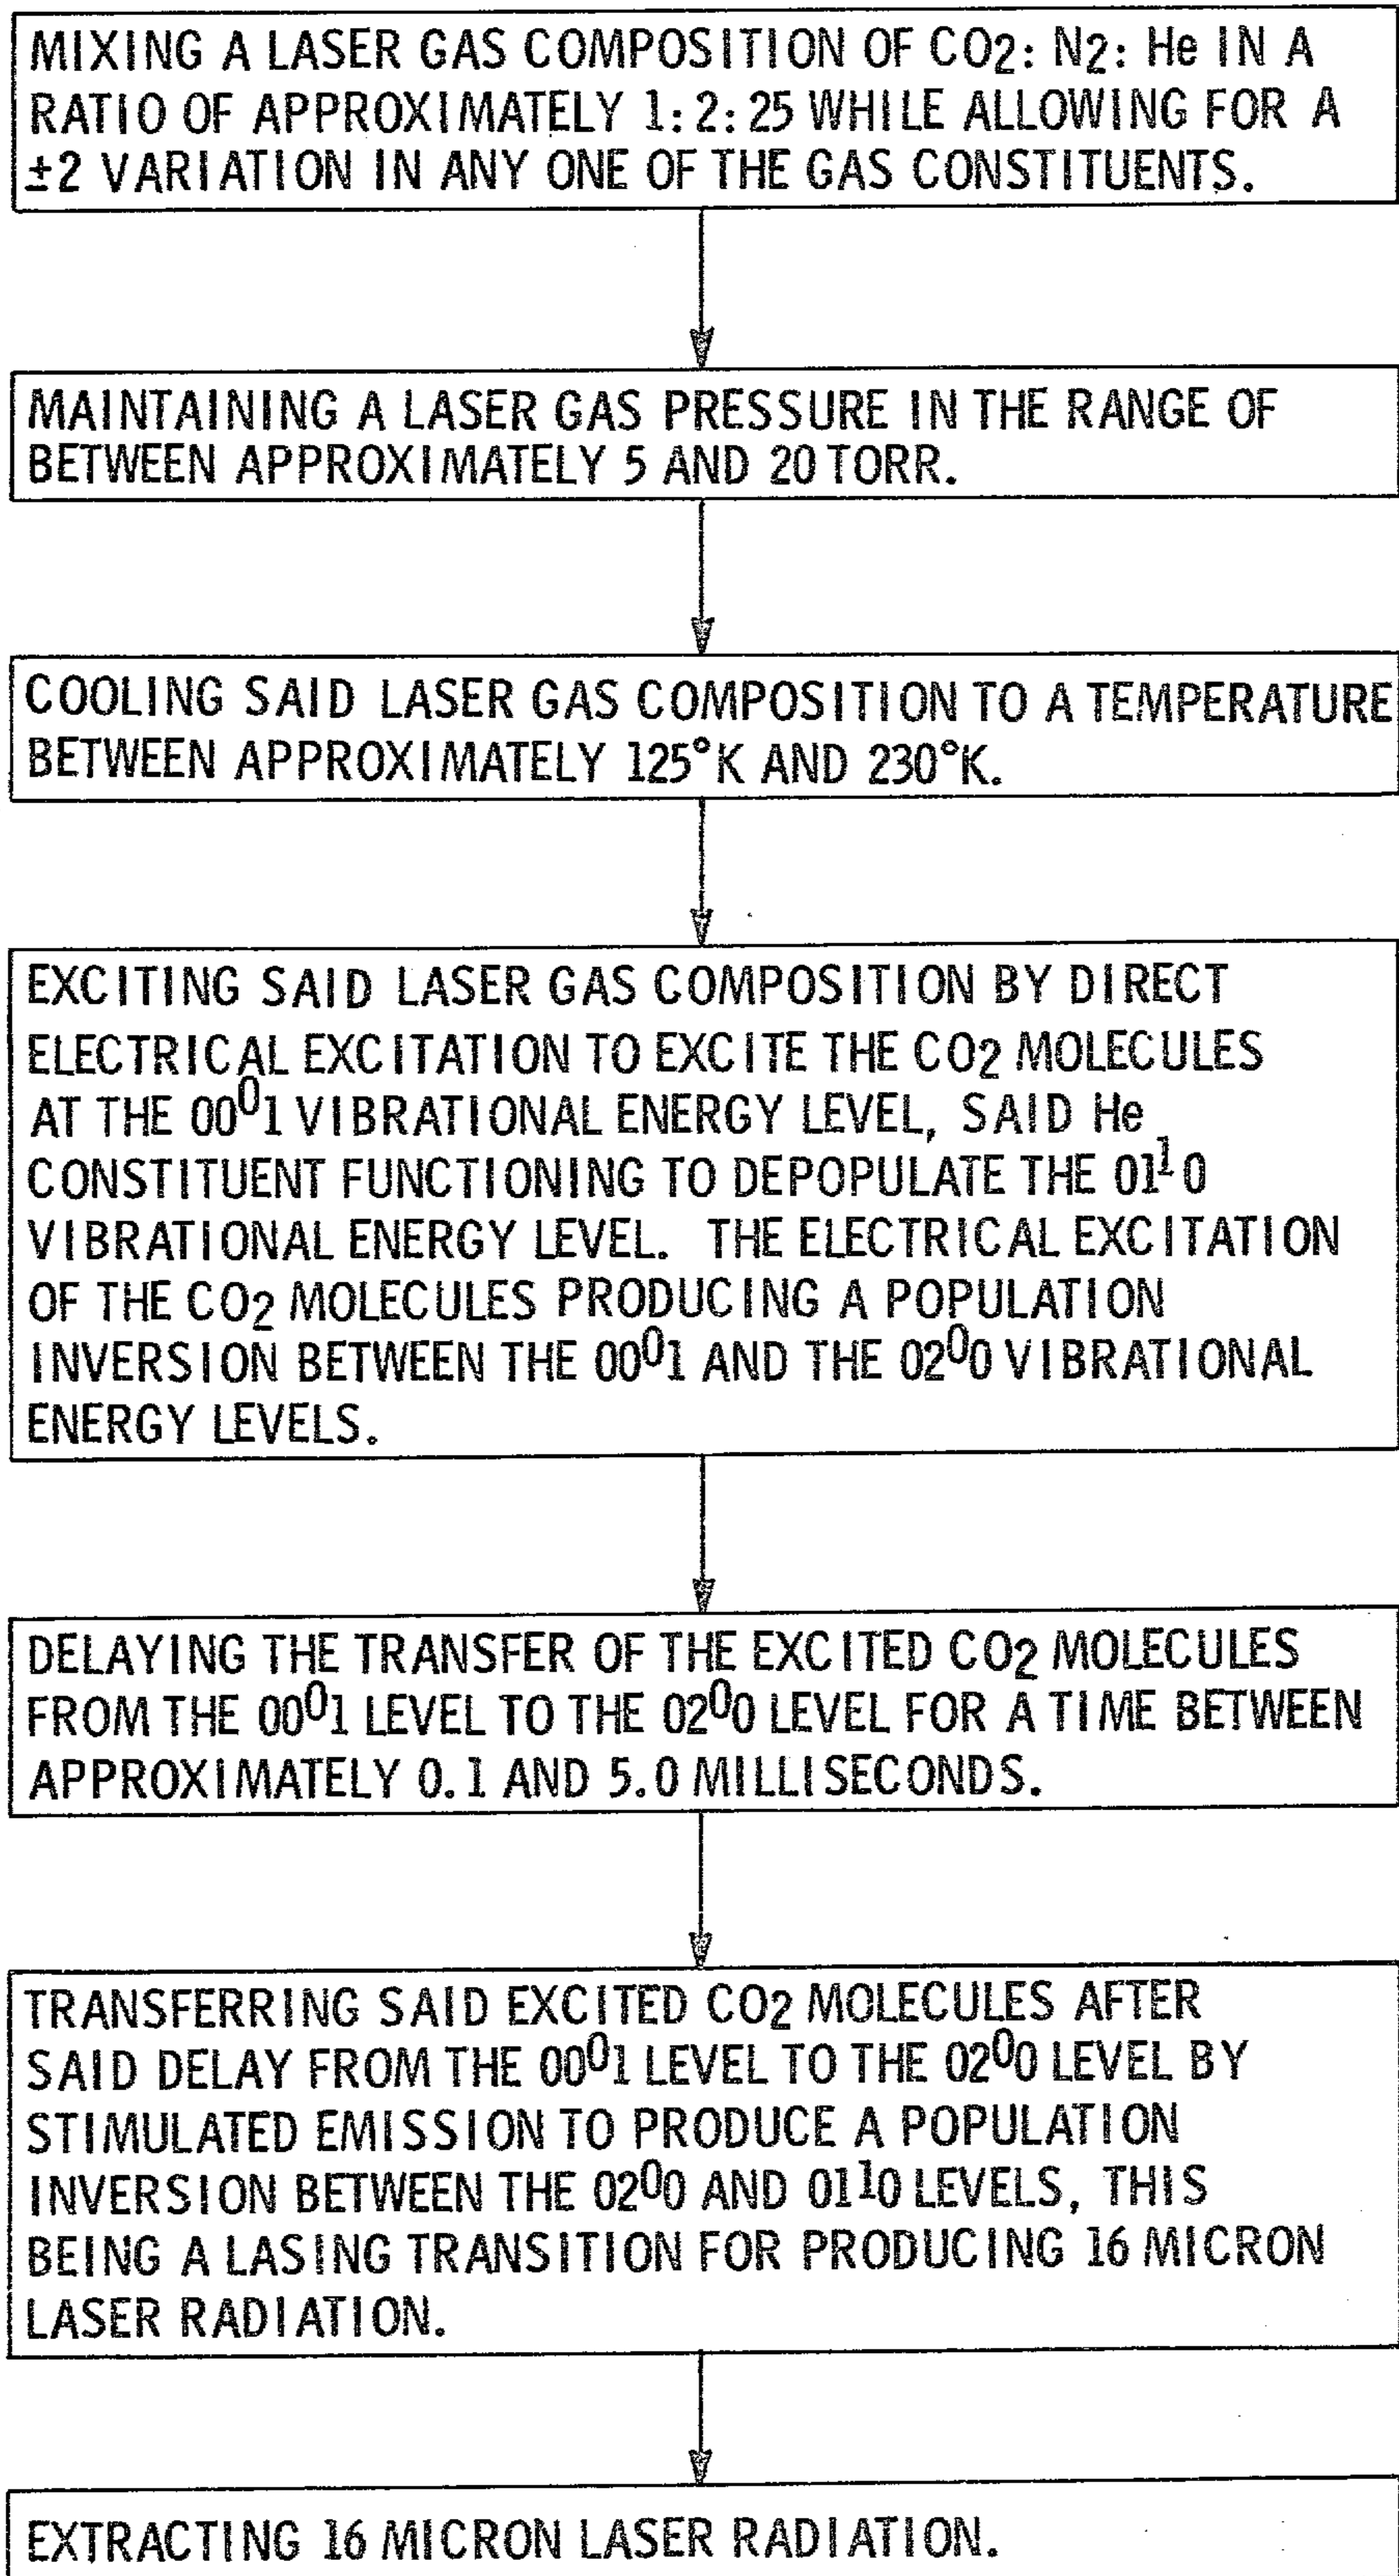 MIXING A LASER GAS COMPOSITION OF CO₂: N₂: He IN A
RATIO OF APPROXIMATELY 1: 2: 25 WHILE ALLOWING FOR A
±2 VARIATION IN ANY ONE OF THE GAS CONSTITUENTS.
MAINTAINING A LASER GAS PRESSURE IN THE RANGE OF
BETWEEN APPROXIMATELY 5 AND 20 TORR.
COOLING SAID LASER GAS COMPOSITION TO A TEMPERATURE
BETWEEN APPROXIMATELY 125°K AND 230°K.
EXCITING SAID LASER GAS COMPOSITION BY DIRECT
ELECTRICAL EXCITATION TO EXCITE THE CO₂ MOLECULES
AT THE 00⁰1 VIBRATIONAL ENERGY LEVEL, SAID He
CONSTITUENT FUNCTIONING TO DEPOPULATE THE 01¹0
VIBRATIONAL ENERGY LEVEL. THE ELECTRICAL EXCITATION
OF THE CO₂ MOLECULES PRODUCING A POPULATION
INVERSION BETWEEN THE 00⁰1 AND THE 02⁰0 VIBRATIONAL
ENERGY LEVELS.
DELAYING THE TRANSFER OF THE EXCITED CO₂ MOLECULES
FROM THE 00⁰1 LEVEL TO THE 02⁰0 LEVEL FOR A TIME BETWEEN
APPROXIMATELY 0.1 AND 5.0 MILLISECONDS.
TRANSFERRING SAID EXCITED CO₂ MOLECULES AFTER
SAID DELAY FROM THE 00⁰1 LEVEL TO THE 02⁰0 LEVEL BY
STIMULATED EMISSION TO PRODUCE A POPULATION
INVERSION BETWEEN THE 02⁰0 AND 01¹0 LEVELS, THIS
BEING A LASING TRANSITION FOR PRODUCING 16 MICRON
LASER RADIATION.
EXTRACTING 16 MICRON LASER RADIATION.